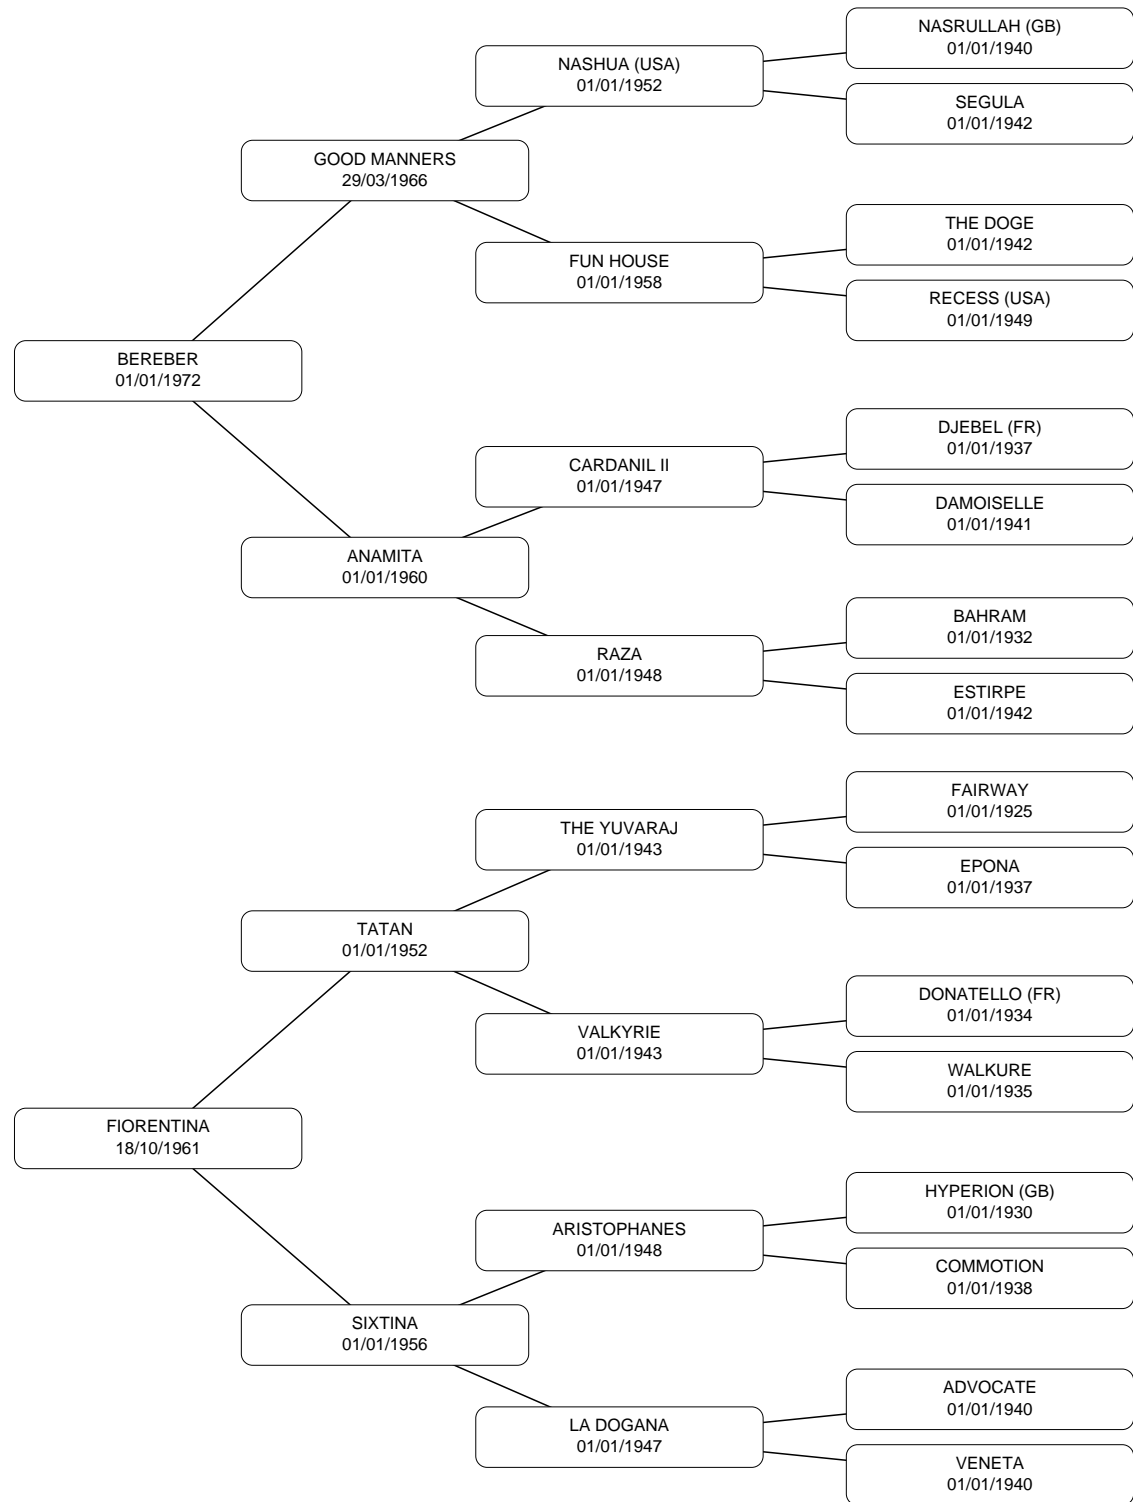 NASRULLAH (GB)
01/01/1940
NASHUA (USA)
01/01/1952
SEGULA
01/01/1942
GOOD MANNERS
29/03/1966
THE DOGE
01/01/1942
FUN HOUSE
01/01/1958
RECESS (USA)
01/01/1949
BEREBER
01/01/1972
DJEBEL (FR)
01/01/1937
CARDANIL II
01/01/1947
DAMOISELLE
01/01/1941
ANAMITA
01/01/1960
BAHRAM
01/01/1932
RAZA
01/01/1948
ESTIRPE
01/01/1942
FAIRWAY
01/01/1925
THE YUVARAJ
01/01/1943
EPONA
01/01/1937
TATAN
01/01/1952
DONATELLO (FR)
01/01/1934
VALKYRIE
01/01/1943
WALKURE
01/01/1935
FIORENTINA
18/10/1961
HYPERION (GB)
01/01/1930
ARISTOPHANES
01/01/1948
COMMOTION
01/01/1938
SIXTINA
01/01/1956
ADVOCATE
01/01/1940
LA DOGANA
01/01/1947
VENETA
01/01/1940